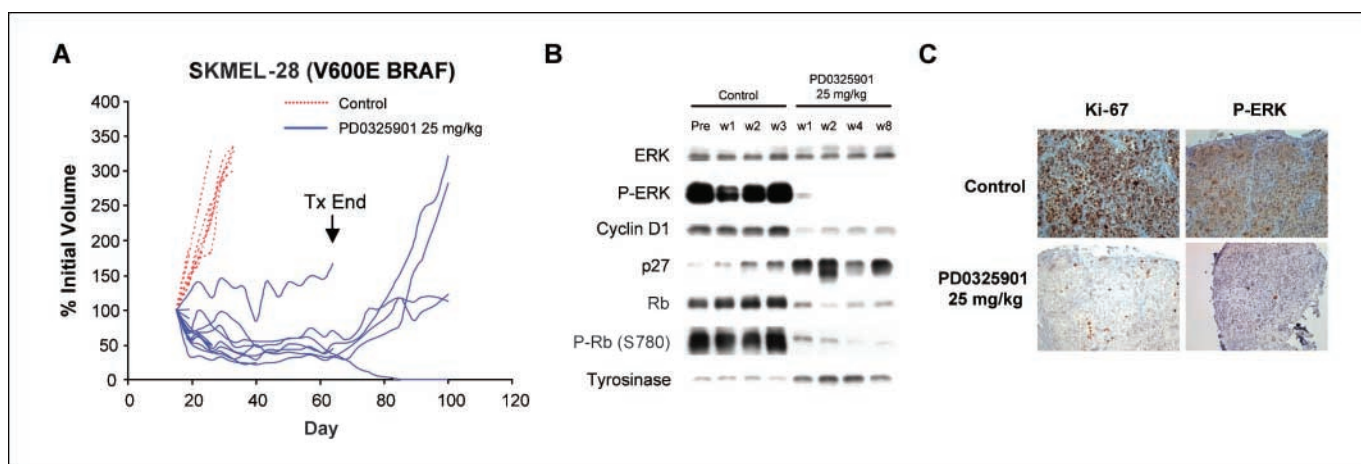 A
SKMEL-28 (V600E BRAF)
400
350
300
250
200
150
100
50
0
% Initial Volume
Control
PD0325901 25 mg/kg
Tx End
0 20 40 60 80 100 120
Day
B
PD0325901
Control 25 mg/kg
Pre w1 w2 w3 w1 w2 w4 w8
ERK
P-ERK
Cyclin D1
p27
Rb
P-Rb (S780)
Tyrosinase
C
Ki-67 P-ERK
Control
PD0325901
25 mg/kg